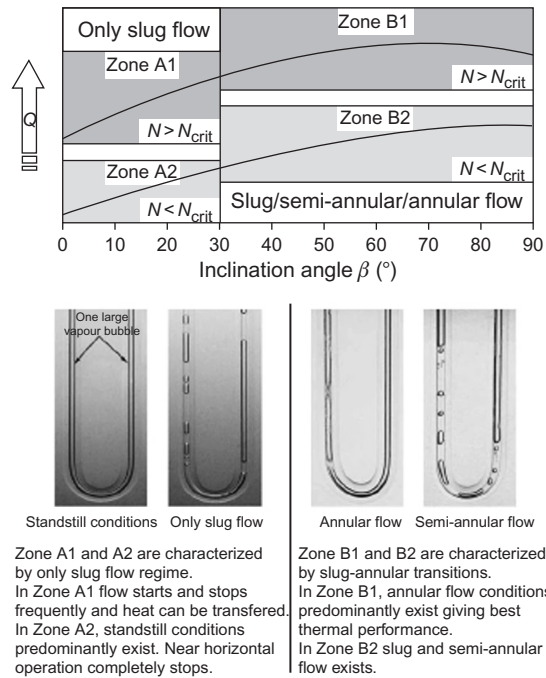 Only slug flow
Zone B1
Zone A1
N > Ncrit
Q
N > Ncrit
Zone B2
Zone A2
N < Ncrit
N < Ncrit
Slug/semi-annular/annular flow
0 10 20 30 40 50 60 70 80 90
Inclination angle β (°)
One large
vapour bubble
Standstill conditions Only slug flow
Annular flow Semi-annular flow
Zone A1 and A2 are characterized
by only slug flow regime.
In Zone A1 flow starts and stops
frequently and heat can be transfered.
In Zone A2, standstill conditions
predominantly exist. Near horizontal
operation completely stops.
Zone B1 and B2 are characterized
by slug-annular transitions.
In Zone B1, annular flow conditions
predominantly exist giving best
thermal performance.
In Zone B2 slug and semi-annular
flow exists.